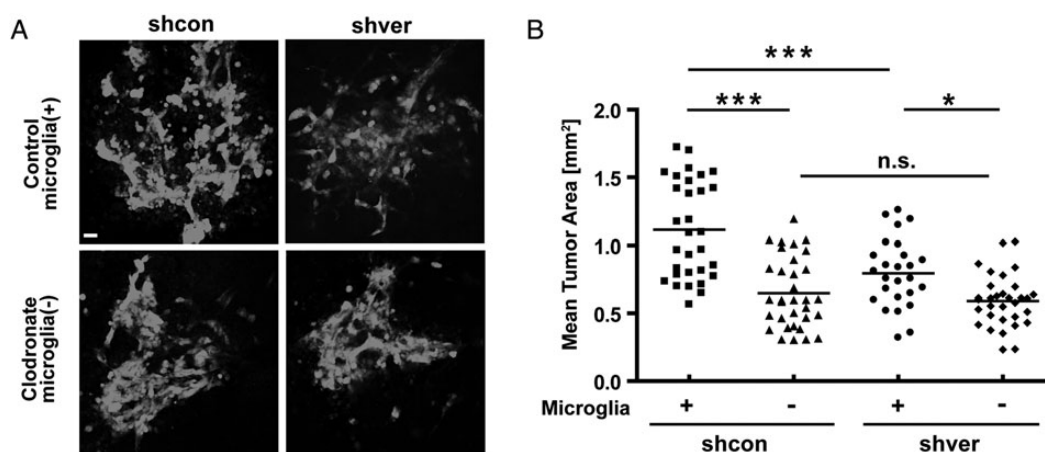 A
shcon
shver
Control
microglia(+)
Clodronate
microglia(-)
B
***
***
*
n.s.
Mean Tumor Area [mm²]
2.0
1.5
1.0
0.5
0.0
Microglia
+ - + -
shcon shver